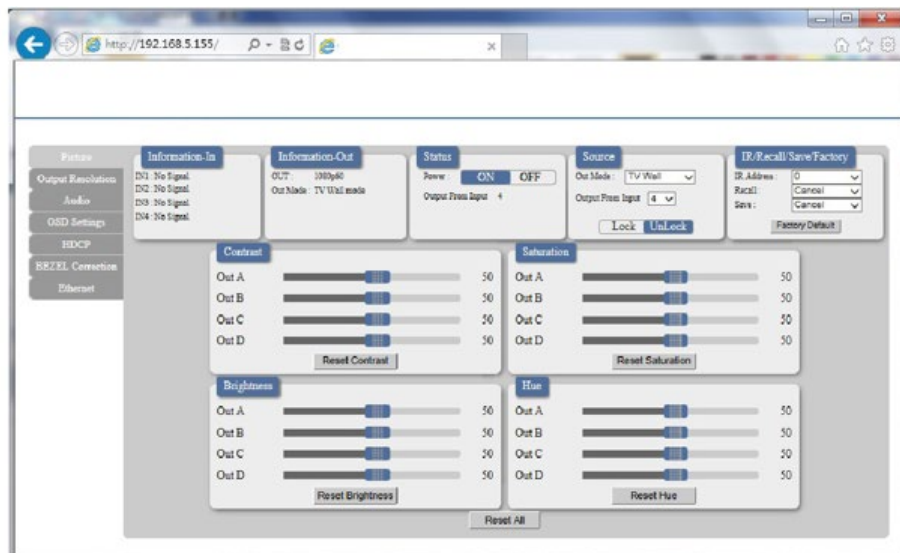 http://192.168.5.155/
Picture
Output Resolution
Audio
OSD Settings
HDCP
BEZEL Correction
Ethernet
Information-In
IN1: No Signal
IN2: No Signal
IN3: No Signal
IN4: No Signal
Information-Out
OUT : 1080p60
Out Mode : TV Wall mode
Status
Power : ON OFF
Output From Input 4
Source
Out Mode : TV Wall
Output From Input 4
Lock UnLock
IR/Recall/Save/Factory
IR Address : 0
Recall : Cancel
Save : Cancel
Factory Default
Contrast
Out A 50
Out B 50
Out C 50
Out D 50
Reset Contrast
Saturation
Out A 50
Out B 50
Out C 50
Out D 50
Reset Saturation
Brightness
Out A 50
Out B 50
Out C 50
Out D 50
Reset Brightness
Hue
Out A 50
Out B 50
Out C 50
Out D 50
Reset Hue
Reset All